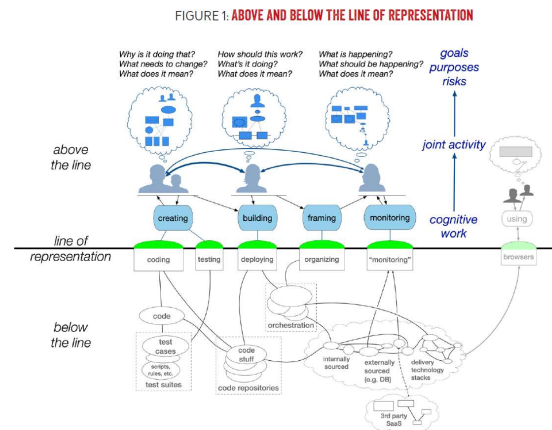 FIGURE 1: ABOVE AND BELOW THE LINE OF REPRESENTATION
Why is it doing that?
What needs to change?
What does it mean?
How should this work?
What's it doing?
What does it mean?
What is happening?
What should be happening?
What does it mean?
goals
purposes
risks
above
the line
joint activity
creating
building
framing
monitoring
cognitive
work
using
line of
representation
coding
testing
deploying
organizing
"monitoring"
browsers
below
the line
code
test
cases
scripts,
rules, etc.
test suites
code
stuff
code repositories
orchestration
internally
sourced
externally
sourced
(e.g. DB)
delivery
technology
stacks
3rd party
SaaS